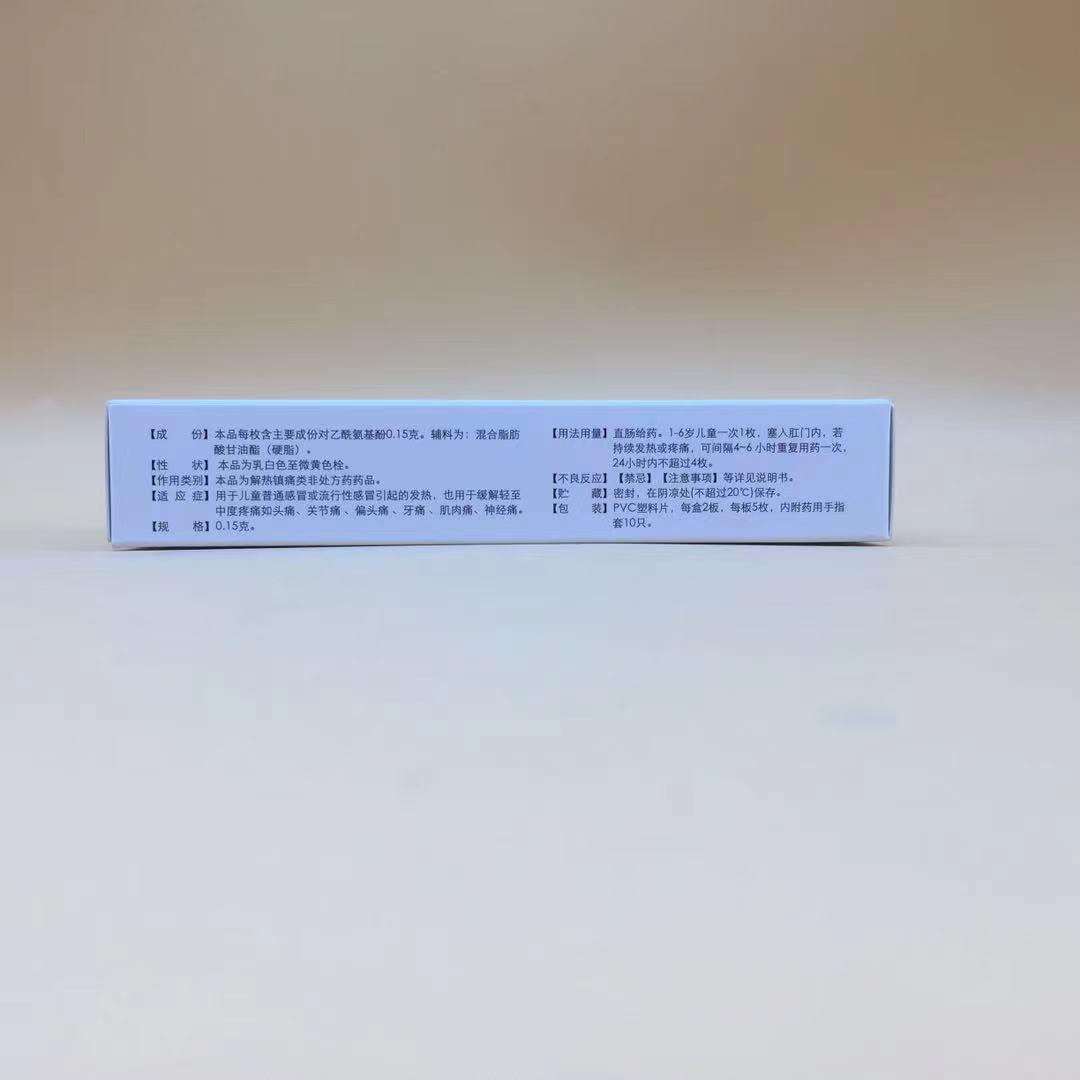 【成　份】本品每枚含主要成份对乙酰氨基酚0.15克。辅料为：混合脂肪
酸甘油酯（硬脂）。
【性　状】本品为乳白色至微黄色栓。
【作用类别】本品为解热镇痛类非处方药药品。
【适 应 症】用于儿童普通感冒或流行性感冒引起的发热，也用于缓解轻至
中度疼痛如头痛、关节痛、偏头痛、牙痛、肌肉痛、神经痛。
【规　格】0.15克。
【用法用量】直肠给药。1-6岁儿童一次1枚，塞入肛门内，若
持续发热或疼痛，可间隔4~6小时重复用药一次，
24小时内不超过4枚。
【不良反应】【禁忌】【注意事项】等详见说明书。
【贮　藏】密封，在阴凉处(不超过20℃)保存。
【包　装】PVC塑料片，每盒2板，每板5枚，内附药用手指
套10只。